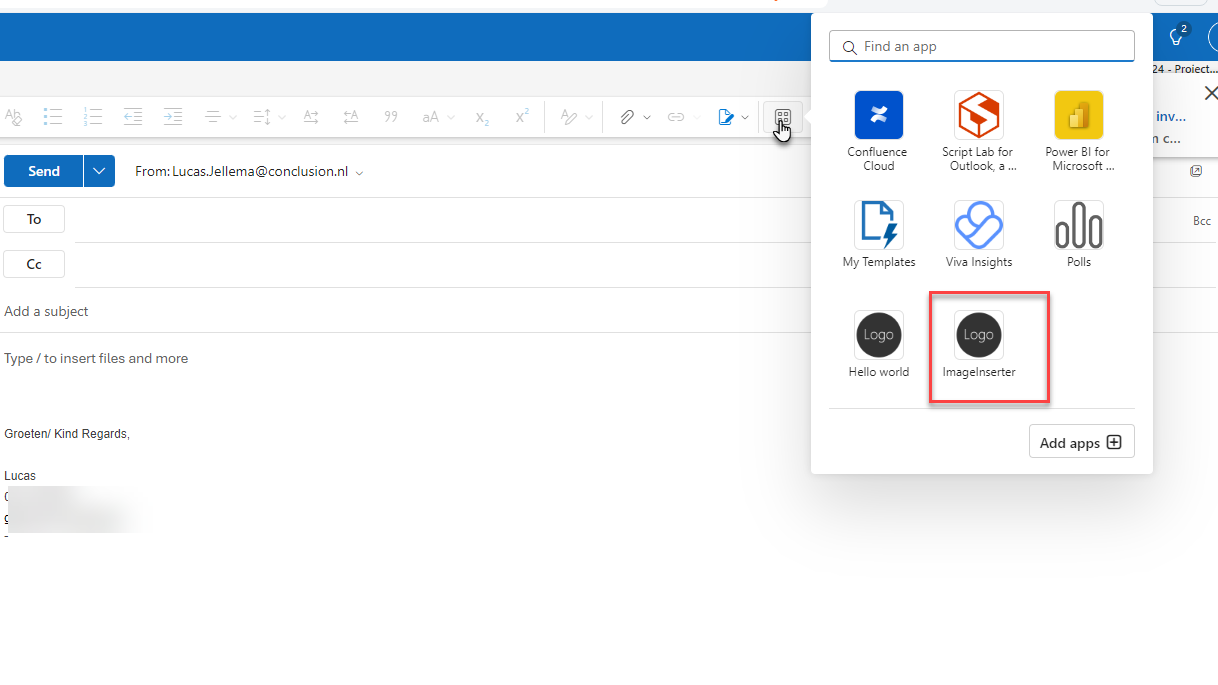 Find an app
2
24 - Project...
Confluence
Cloud
Script Lab for
Outlook, a ...
Power BI for
Microsoft ...
inv...
m c...
Send
From: Lucas.Jellema@conclusion.nl
To
Bcc
Cc
My Templates
Viva Insights
Polls
Add a subject
Logo
Logo
Type / to insert files and more
Hello world
ImageInserter
Groeten/ Kind Regards,
Add apps
Lucas